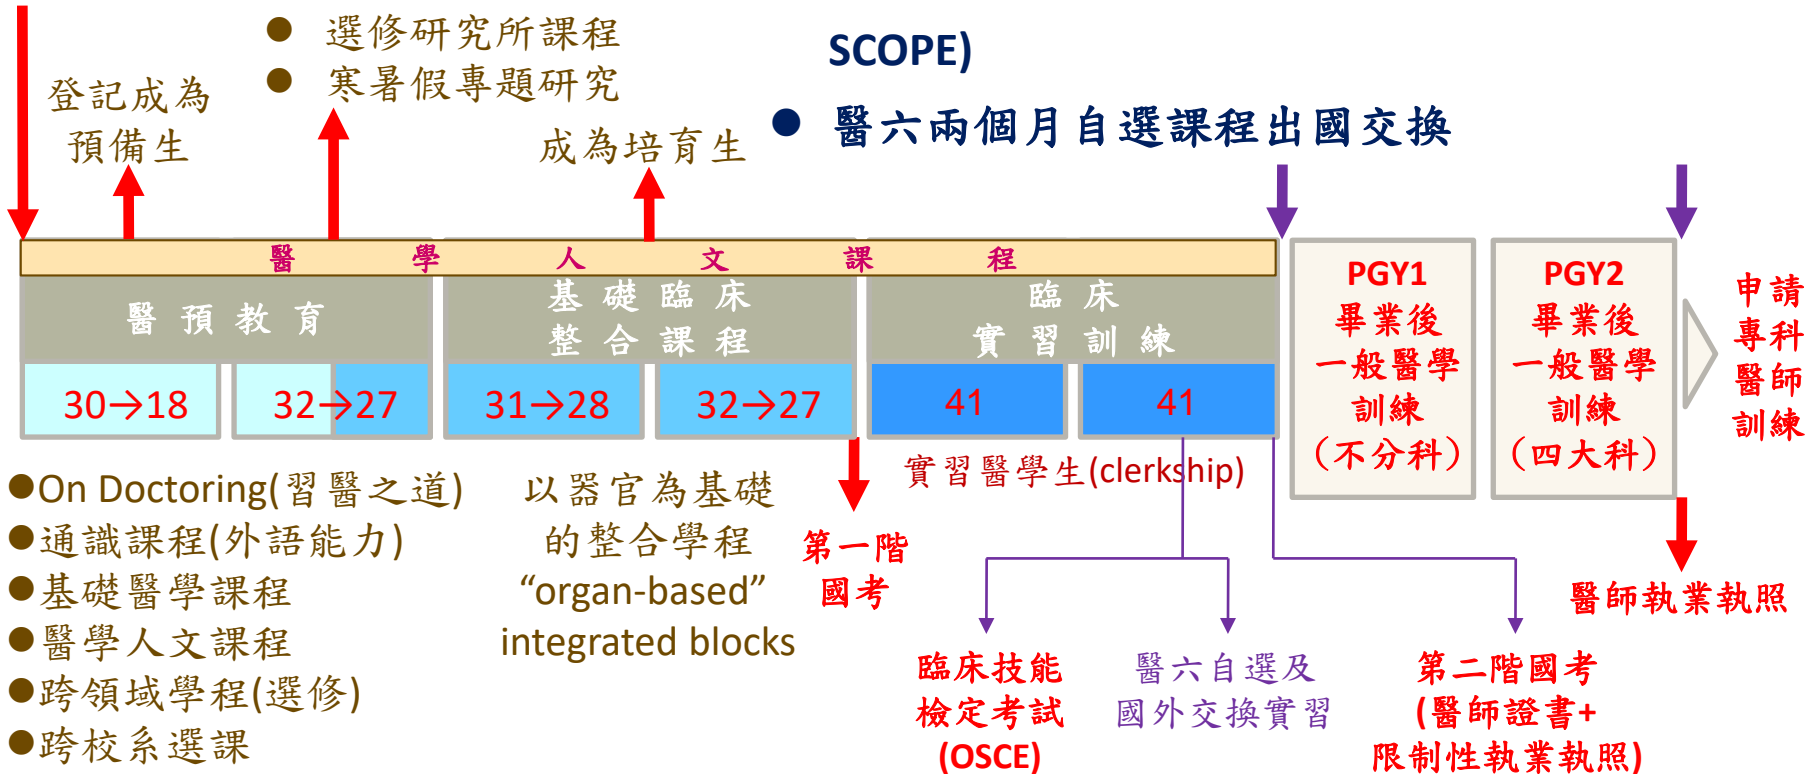 ● 選修研究所課程
● 寒暑假專題研究
SCOPE)
● 醫六兩個月自選課程出國交換
登記成為
預備生
成為培育生
醫學人文課程
醫預教育
基礎臨床
整合課程
臨床
實習訓練
30→18
32→27
31→28
32→27
41
41
PGY1
畢業後
一般醫學
訓練
(不分科)
PGY2
畢業後
一般醫學
訓練
(四大科)
申請
專科
醫師
訓練
●On Doctoring(習醫之道)
●通識課程(外語能力)
●基礎醫學課程
●醫學人文課程
●跨領域學程(選修)
●跨校系選課
以器官為基礎
的整合學程
“organ-based”
integrated blocks
第一階
國考
實習醫學生(clerkship)
臨床技能
檢定考試
(OSCE)
醫六自選及
國外交換實習
第二階國考
(醫師證書+
限制性執業執照)
醫師執業執照